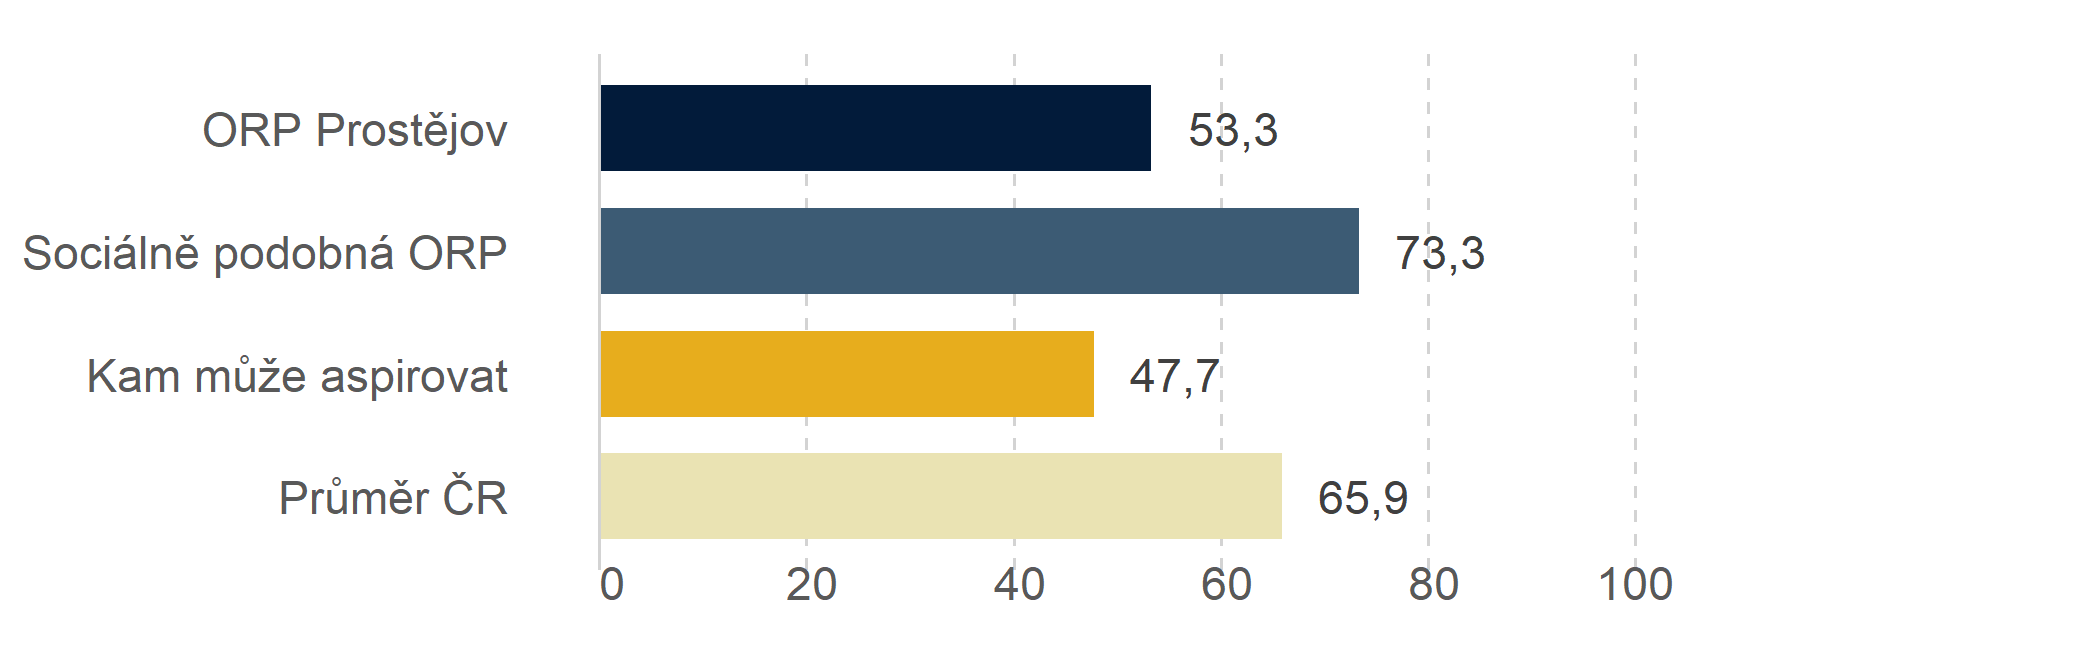 ORP Prostějov 53,3
Sociálně podobná ORP 73,3
Kam může aspirovat 47,7
Průměr ČR 65,9
0 20 40 60 80 100